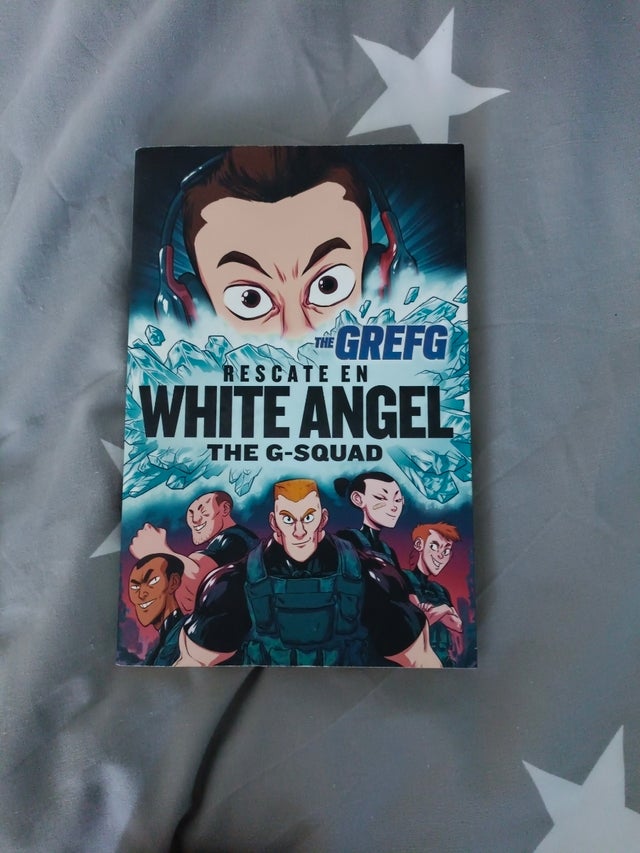 THE GREFG
RESCATE EN
WHITE ANGEL
THE G-SQUAD